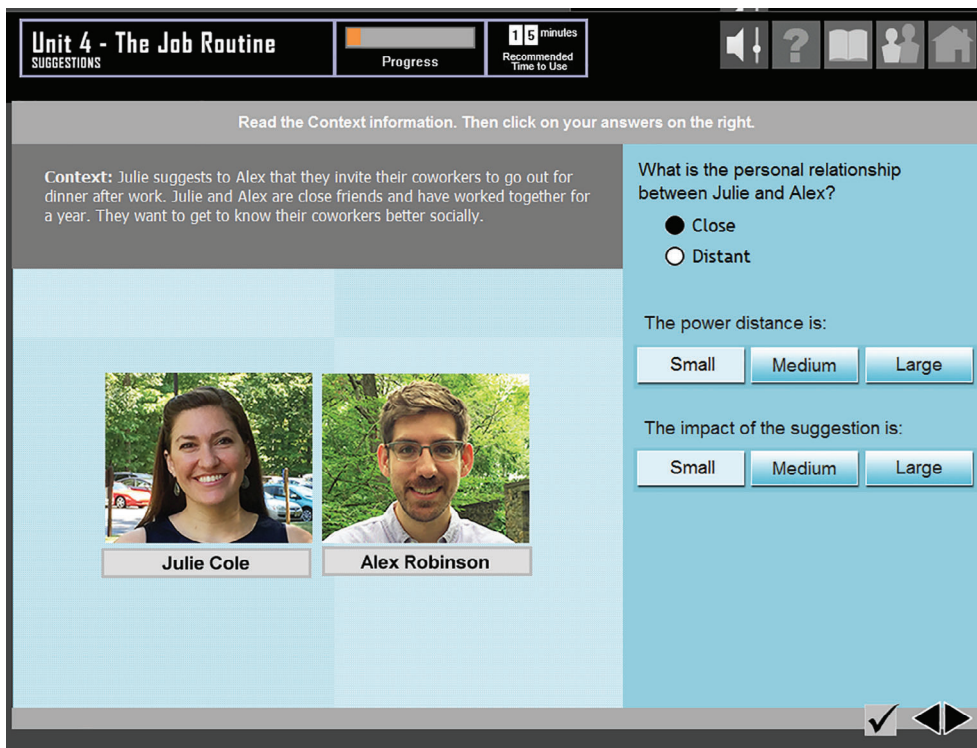 Unit 4 - The Job Routine
SUGGESTIONS
Progress
15 minutes
Recommended
Time to Use
?
Read the Context information. Then click on your answers on the right.
Context: Julie suggests to Alex that they invite their coworkers to go out for
dinner after work. Julie and Alex are close friends and have worked together for
a year. They want to get to know their coworkers better socially.
What is the personal relationship
between Julie and Alex?
Close
Distant
The power distance is:
Small Medium Large
The impact of the suggestion is:
Small Medium Large
Julie Cole
Alex Robinson